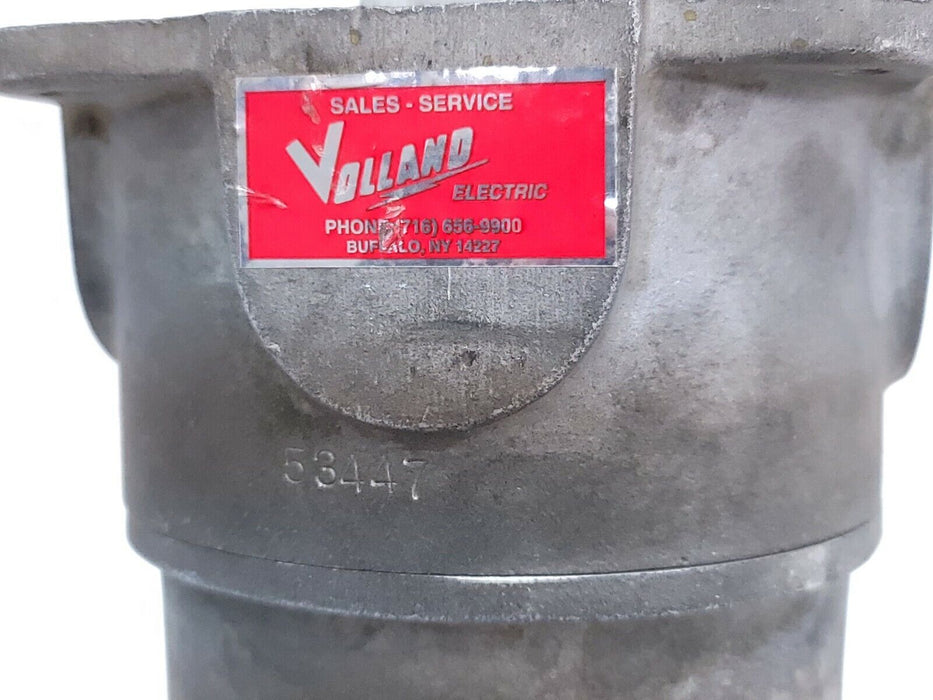 SALES - SERVICE
VOLLAND
ELECTRIC
PHONE (716) 656-9900
BUFFALO, NY 14227
53447